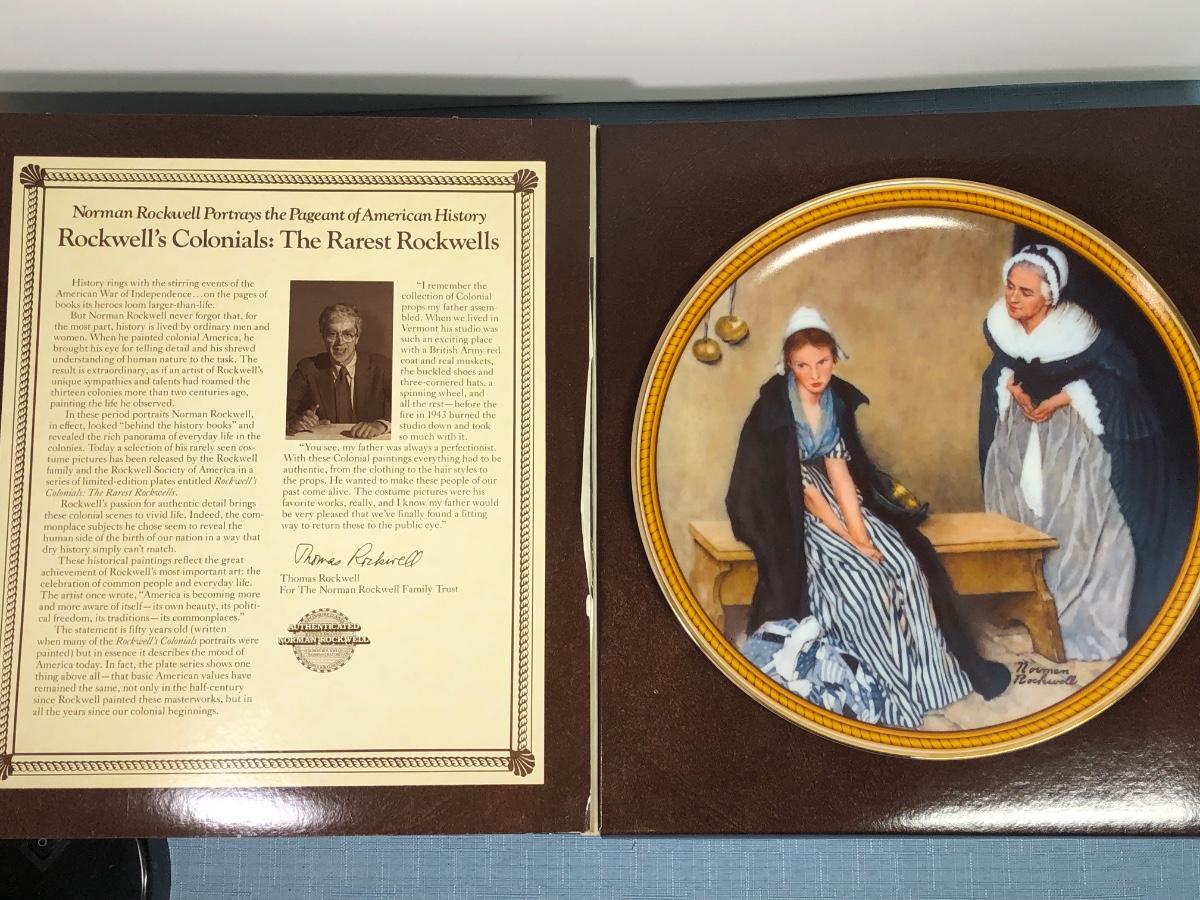 Norman Rockwell Portrays the Pageant of American History
Rockwell's Colonials: The Rarest Rockwells
History rings with the stirring events of the
American War of Independence...on the pages of
books its heroes loom larger-than-life.
But Norman Rockwell never forgot that, for
the most part, history is lived by ordinary men and
women. When he painted colonial America, he
brought his eye for telling detail and his shrewd
understanding of human nature to the task. The
result is extraordinary, as if an artist of Rockwell's
unique sympathies and talents had roamed the
thirteen colonies more than two centuries ago,
painting the life he observed.
In these period portraits Norman Rockwell,
in effect, looked "behind the history books" and
revealed the rich panorama of everyday life in the
colonies. Today a selection of his rarely seen cos-
tume pictures has been released by the Rockwell
family and the Rockwell Society of America in a
series of limited-edition plates entitled Rockwell's
Colonials: The Rarest Rockwells.
Rockwell's passion for authentic detail brings
these colonial scenes to vivid life. Indeed, the com-
monplace subjects he chose seem to reveal the
human side of the birth of our nation in a way that
dry history simply can't match.
These historical paintings reflect the great
achievement of Rockwell's most important art: the
celebration of common people and everyday life.
The artist once wrote, "America is becoming more
and more aware of itself—its own beauty, its politi-
cal freedom, its traditions—its commonplaces."
The statement is fifty years old (written
when many of the Rockwell's Colonials portraits were
painted) but in essence it describes the mood of
America today. In fact, the plate series shows one
thing above all—that basic American values have
remained the same, not only in the half-century
since Rockwell painted these masterworks, but in
all the years since our colonial beginnings.
"I remember the
collection of Colonial
props my father assem-
bled. When we lived in
Vermont his studio was
such an exciting place
with a British Army red
coat and real muskets,
the buckled shoes and
three-cornered hats, a
spinning wheel, and
all the rest—before the
fire in 1943 burned the
studio down and took
so much with it.
"You see, my father was always a perfectionist.
With these Colonial paintings everything had to be
authentic, from the clothing to the hair styles to
the props. He wanted to make these people of our
past come alive. The costume pictures were his
favorite works, really, and I know my father would
be very pleased that we've finally found a fitting
way to return these to the public eye."
Thomas Rockwell
Thomas Rockwell
For The Norman Rockwell Family Trust
AUTHENTICATED
NORMAN ROCKWELL
Norman
Rockwell